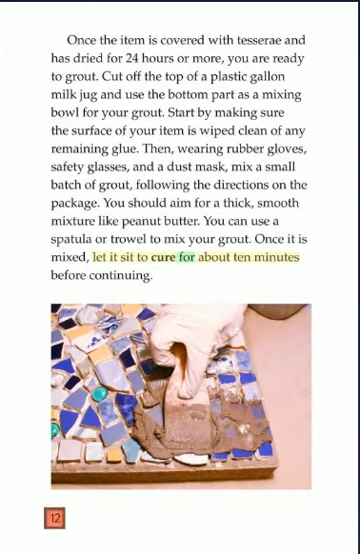 Once the item is covered with tesserae and
has dried for 24 hours or more, you are ready
to grout. Cut off the top of a plastic gallon
milk jug and use the bottom part as a mixing
bowl for your grout. Start by making sure
the surface of your item is wiped clean of any
remaining glue. Then, wearing rubber gloves,
safety glasses, and a dust mask, mix a small
batch of grout, following the directions on the
package. You should aim for a thick, smooth
mixture like peanut butter. You can use a
spatula or trowel to mix your grout. Once it is
mixed, let it sit to cure for about ten minutes
before continuing.
12